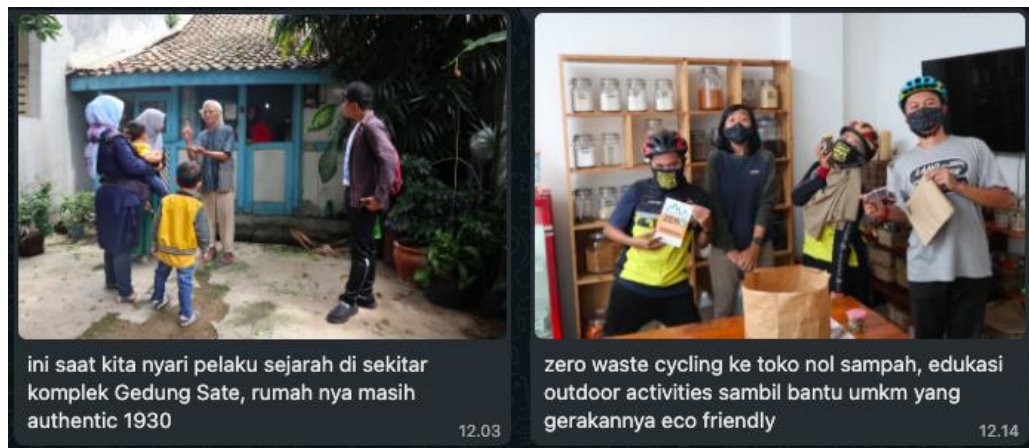 ini saat kita nyari pelaku sejarah di sekitar
komplek Gedung Sate, rumah nya masih
authentic 1930
12.03
zero waste cycling ke toko nol sampah, edukasi
outdoor activities sambil bantu umkm yang
gerakannya eco friendly
12.14